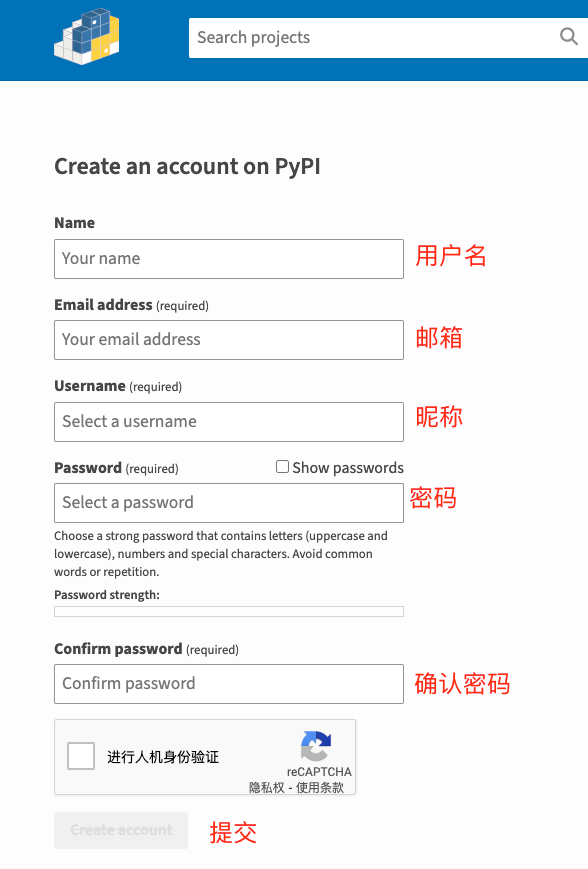 Search projects
Create an account on PyPI
Name
Your name 用户名
Email address (required)
Your email address 邮箱
Username (required)
Select a username 昵称
Password (required) Show passwords
Select a password 密码
Choose a strong password that contains letters (uppercase and
lowercase), numbers and special characters. Avoid common
words or repetition.
Password strength:
Confirm password (required)
Confirm password 确认密码
进行人机身份验证
reCAPTCHA
隐私权 - 使用条款
Create account 提交